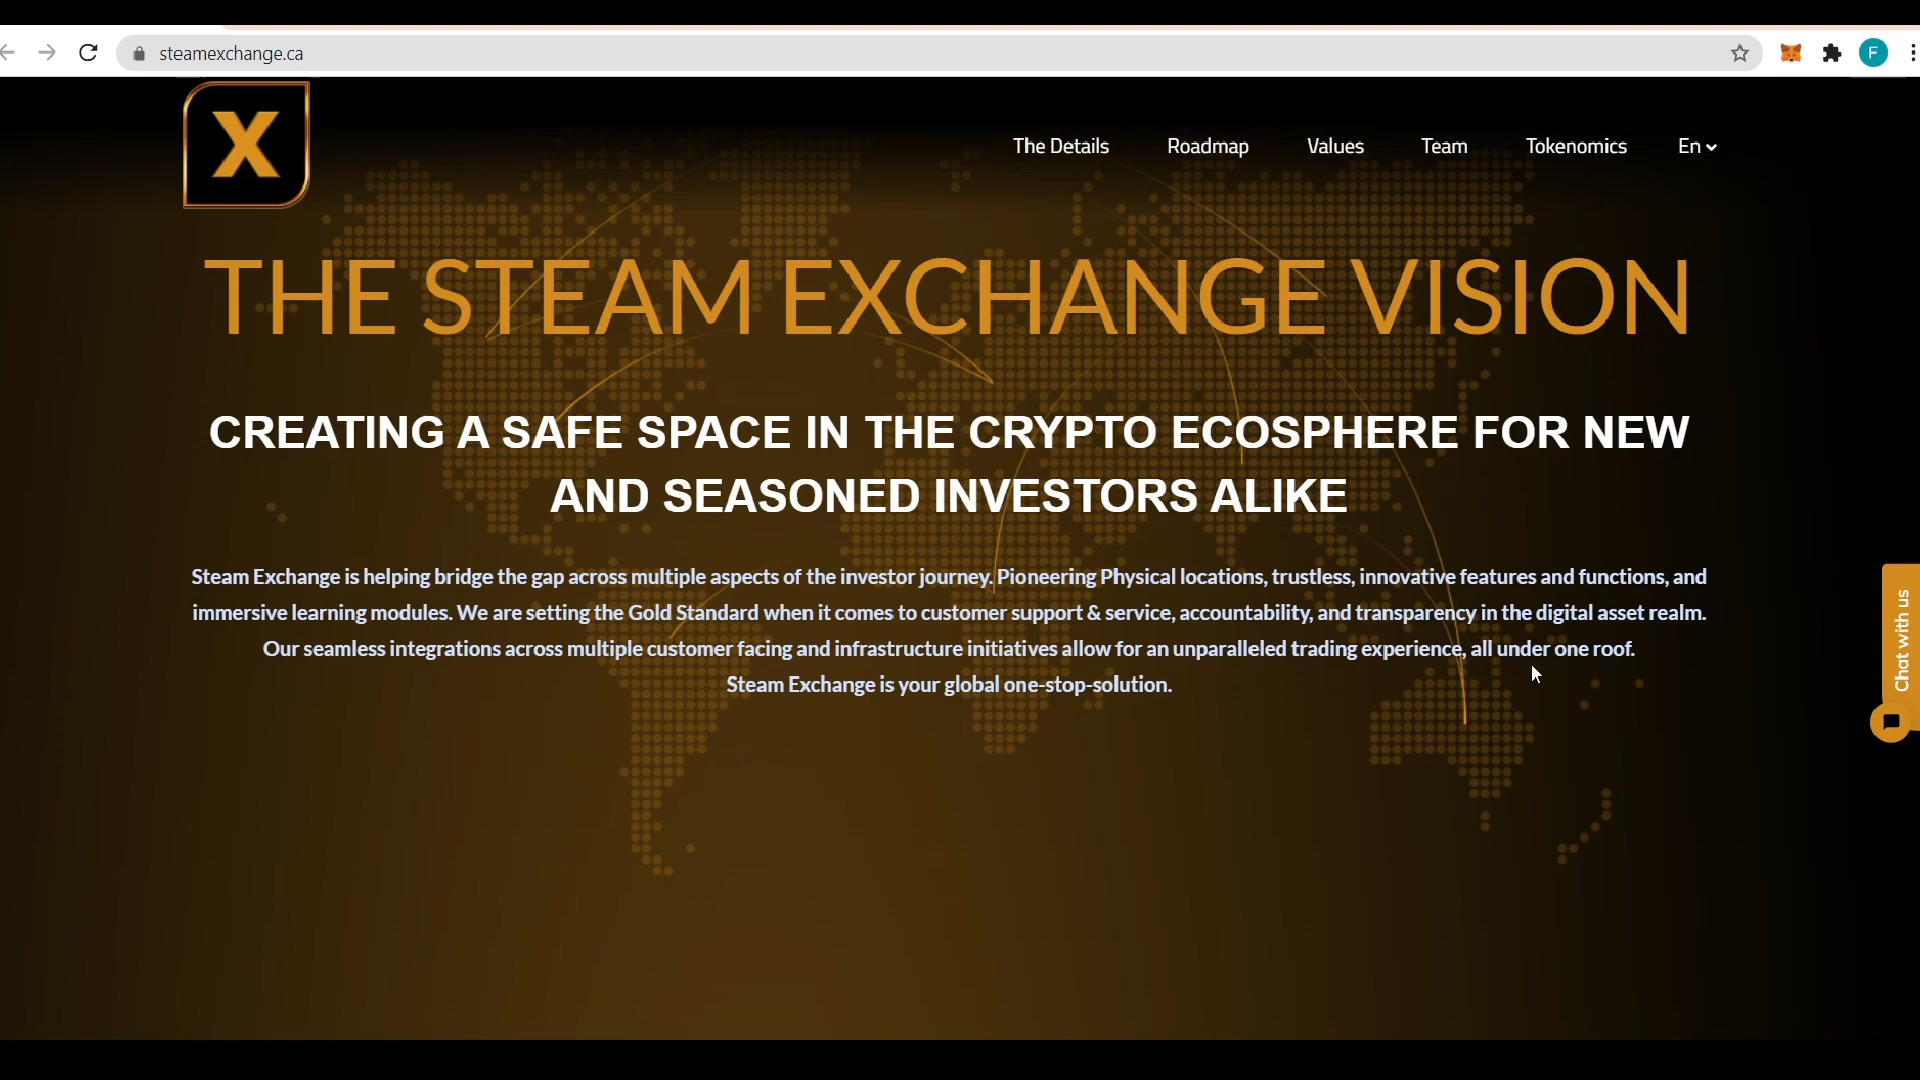 steamexchange.ca
F
X
The Details
Roadmap
Values
Team
Tokenomics
En
THE STEAM EXCHANGE VISION
CREATING A SAFE SPACE IN THE CRYPTO ECOSPHERE FOR NEW
AND SEASONED INVESTORS ALIKE
Steam Exchange is helping bridge the gap across multiple aspects of the investor journey. Pioneering Physical locations, trustless, innovative features and functions, and
immersive learning modules. We are setting the Gold Standard when it comes to customer support & service, accountability, and transparency in the digital asset realm.
Our seamless integrations across multiple customer facing and infrastructure initiatives allow for an unparalleled trading experience, all under one roof.
Steam Exchange is your global one-stop-solution.
Chat with us